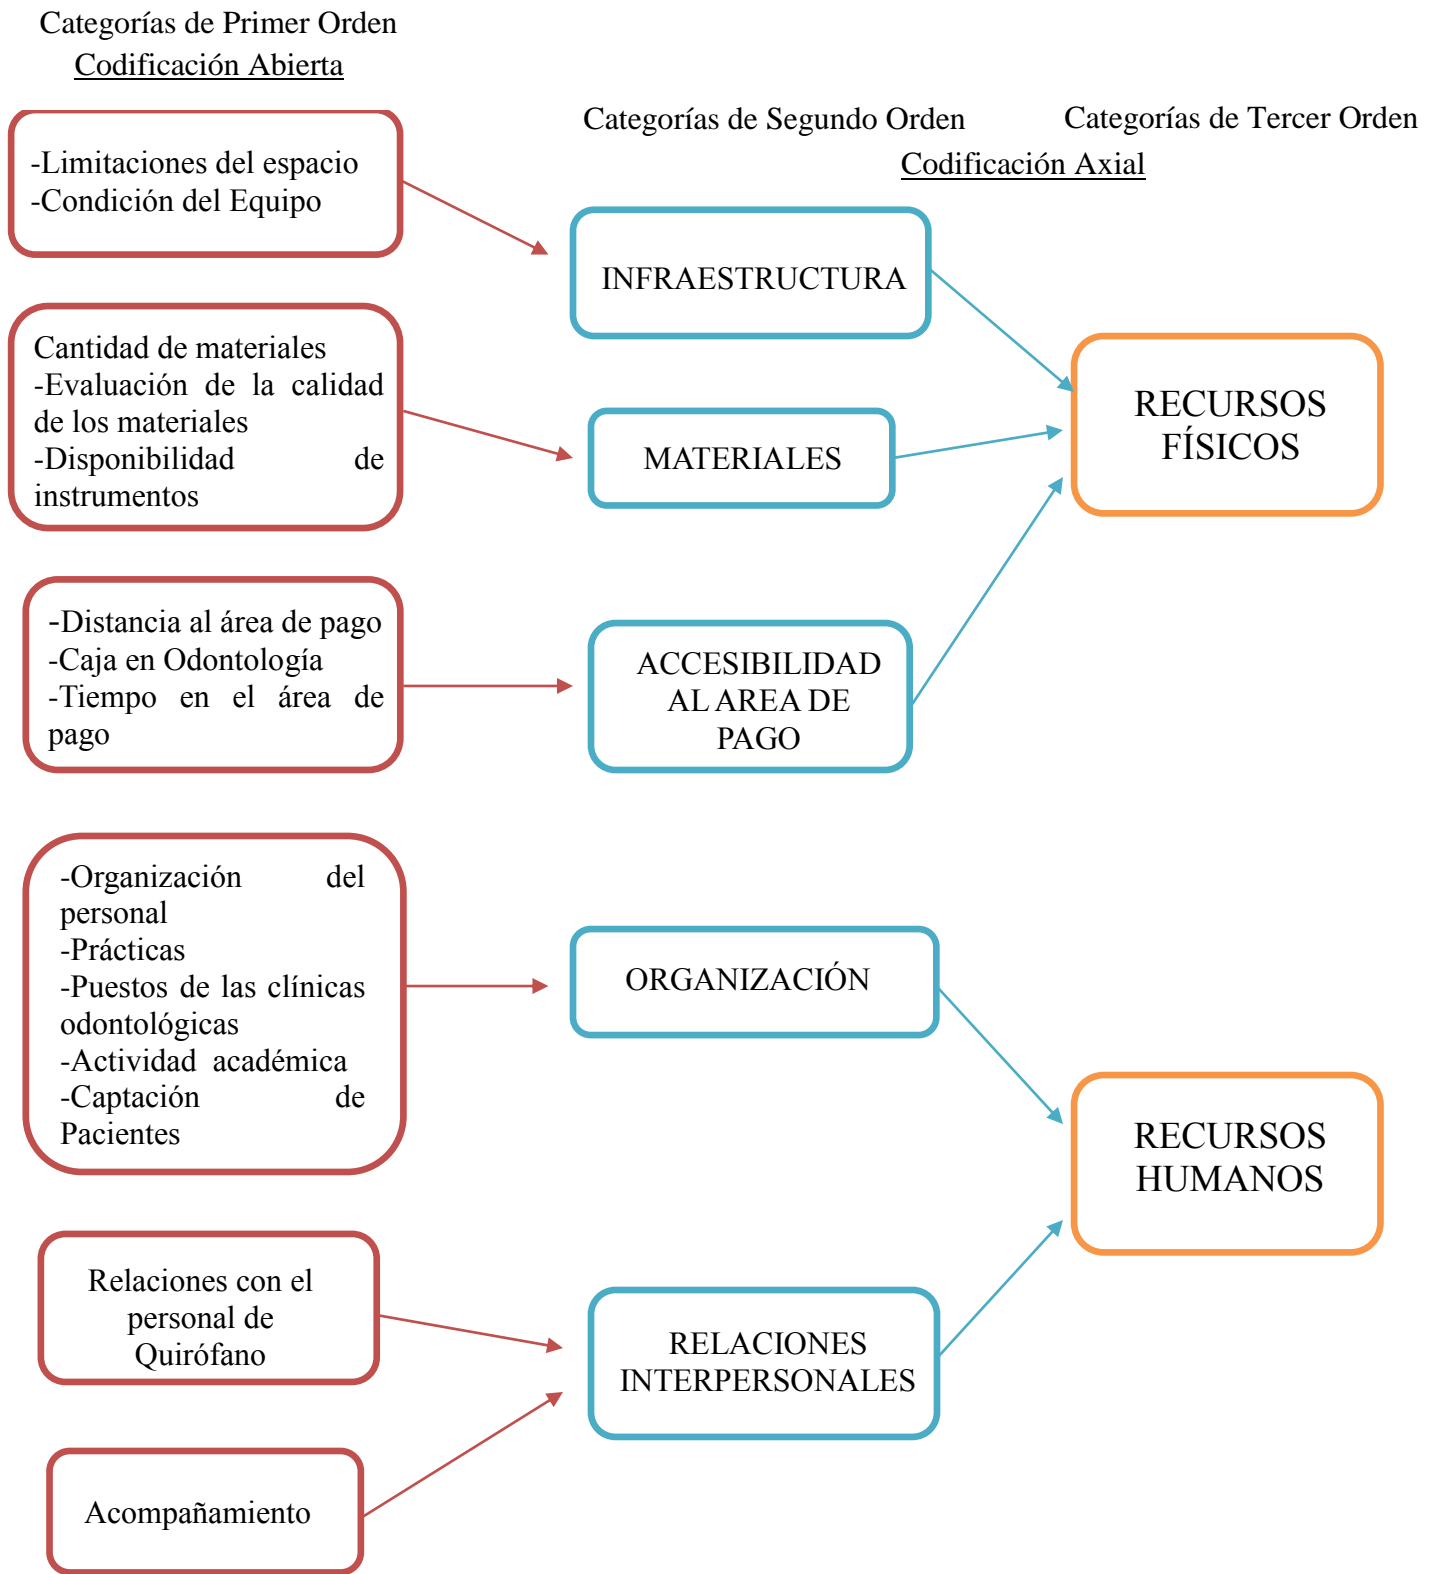 Categorías de Primer Orden
Codificación Abierta
Categorías de Segundo Orden
Categorías de Tercer Orden
Codificación Axial
-Limitaciones del espacio
-Condición del Equipo
INFRAESTRUCTURA
Cantidad de materiales
-Evaluación de la calidad
de los materiales
-Disponibilidad de
instrumentos
MATERIALES
RECURSOS
FÍSICOS
-Distancia al área de pago
-Caja en Odontología
-Tiempo en el área de
pago
ACCESIBILIDAD
AL AREA DE
PAGO
-Organización del
personal
-Prácticas
-Puestos de las clínicas
odontológicas
-Actividad académica
-Captación de
Pacientes
ORGANIZACIÓN
RECURSOS
HUMANOS
Relaciones con el
personal de
Quirófano
RELACIONES
INTERPERSONALES
Acompañamiento